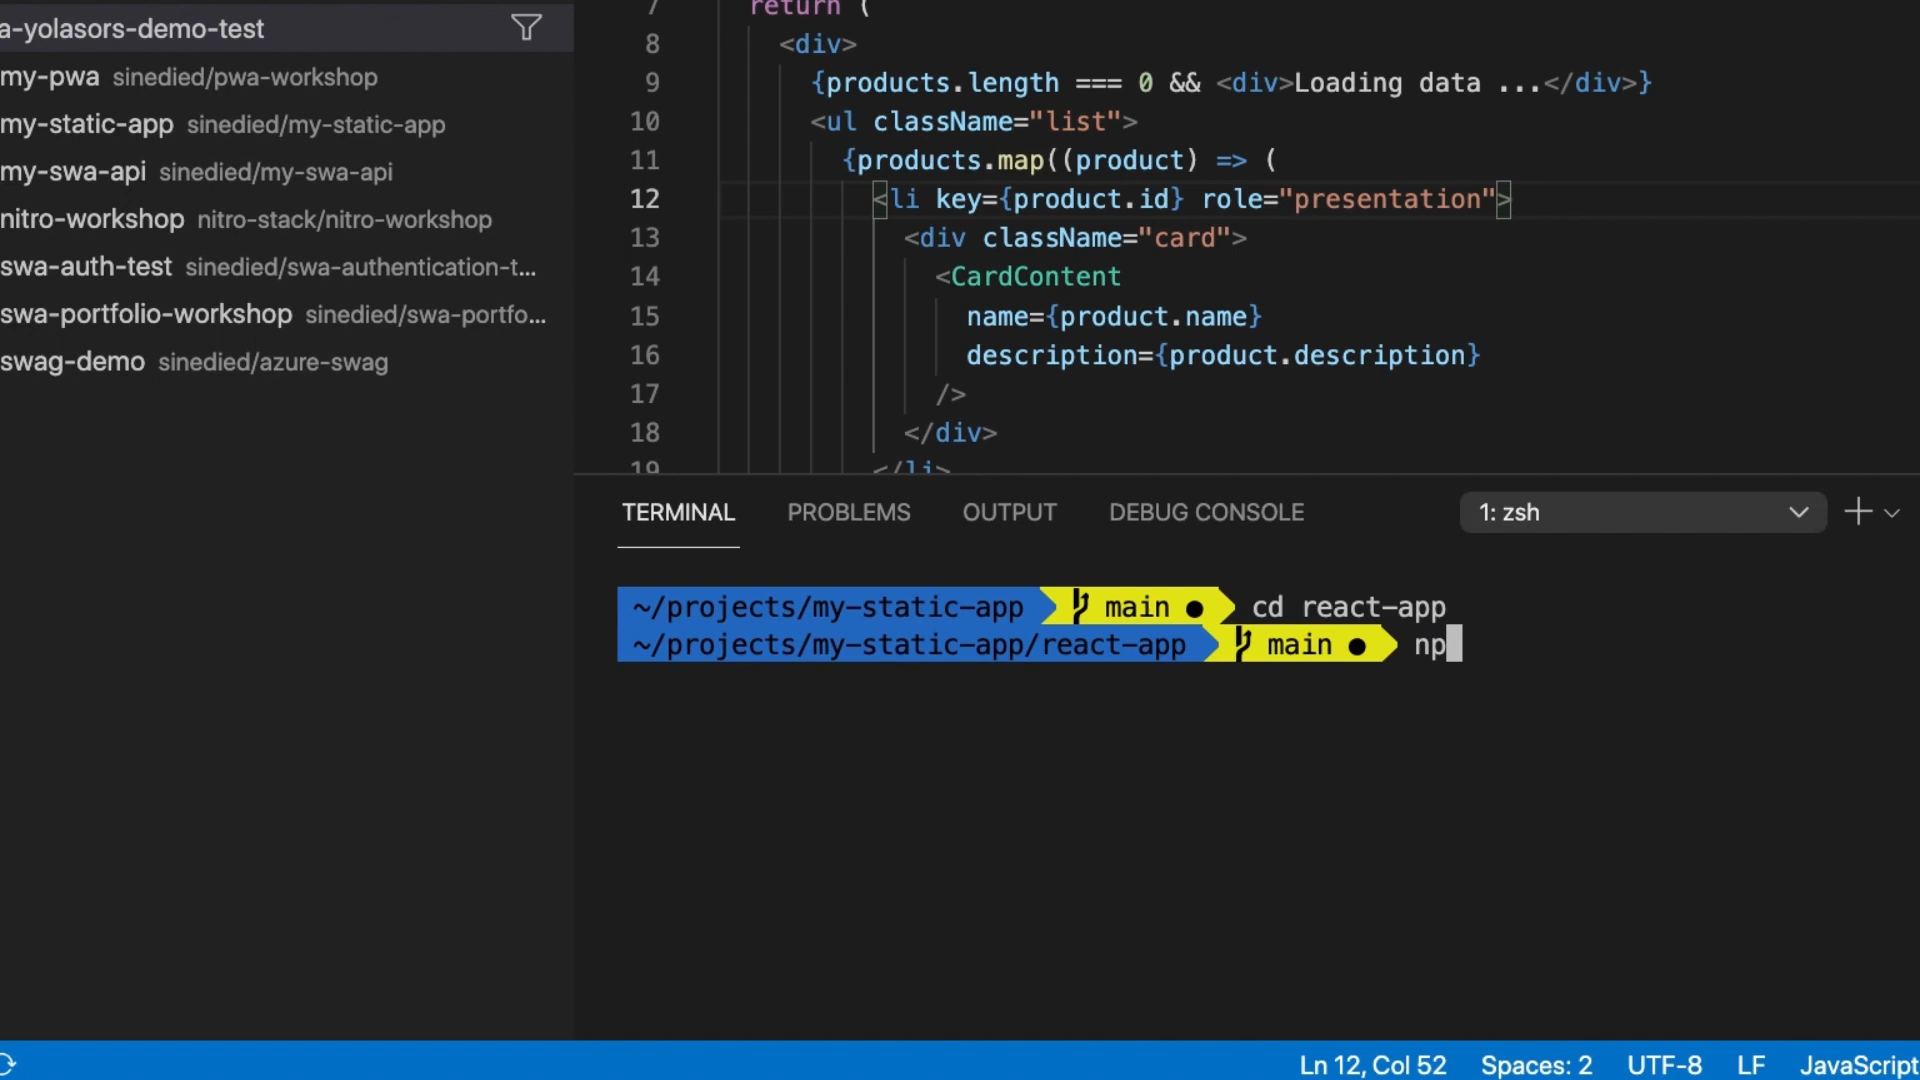 a-yolasors-demo-test
my-pwa sinedied/pwa-workshop
my-static-app sinedied/my-static-app
my-swa-api sinedied/my-swa-api
nitro-workshop nitro-stack/nitro-workshop
swa-auth-test sinedied/swa-authentication-t...
swa-portfolio-workshop sinedied/swa-portfo...
swag-demo sinedied/azure-swag
7 return (
8 <div>
9 {products.length === 0 && <div>Loading data ...</div>}
10 <ul className="list">
11 {products.map((product) => (
12 <li key={product.id} role="presentation">
13 <div className="card">
14 <CardContent
15 name={product.name}
16 description={product.description}
17 />
18 </div>
19 </li>
TERMINAL PROBLEMS OUTPUT DEBUG CONSOLE 1: zsh
~/projects/my-static-app main ● cd react-app
~/projects/my-static-app/react-app main ● np
Ln 12, Col 52 Spaces: 2 UTF-8 LF JavaScript